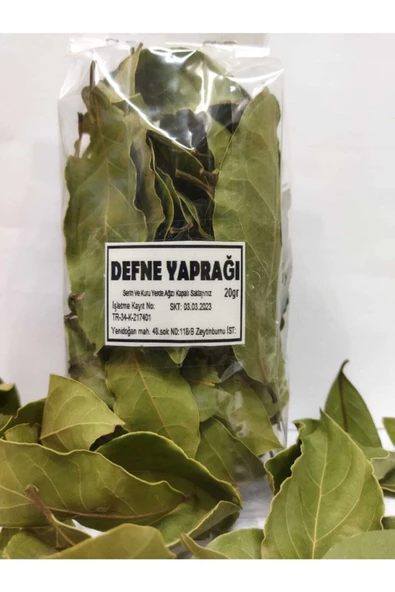 DEFNE YAPRAĞI
Serin Ve Kuru Yerde Ağzı Kapalı Saklayınız 20gr
İşletme Kayıt No: SKT: 03.03.2023
TR-34-K-217401
Yenidoğan mah. 48.sok NO:118/B Zeytinburnu İST: